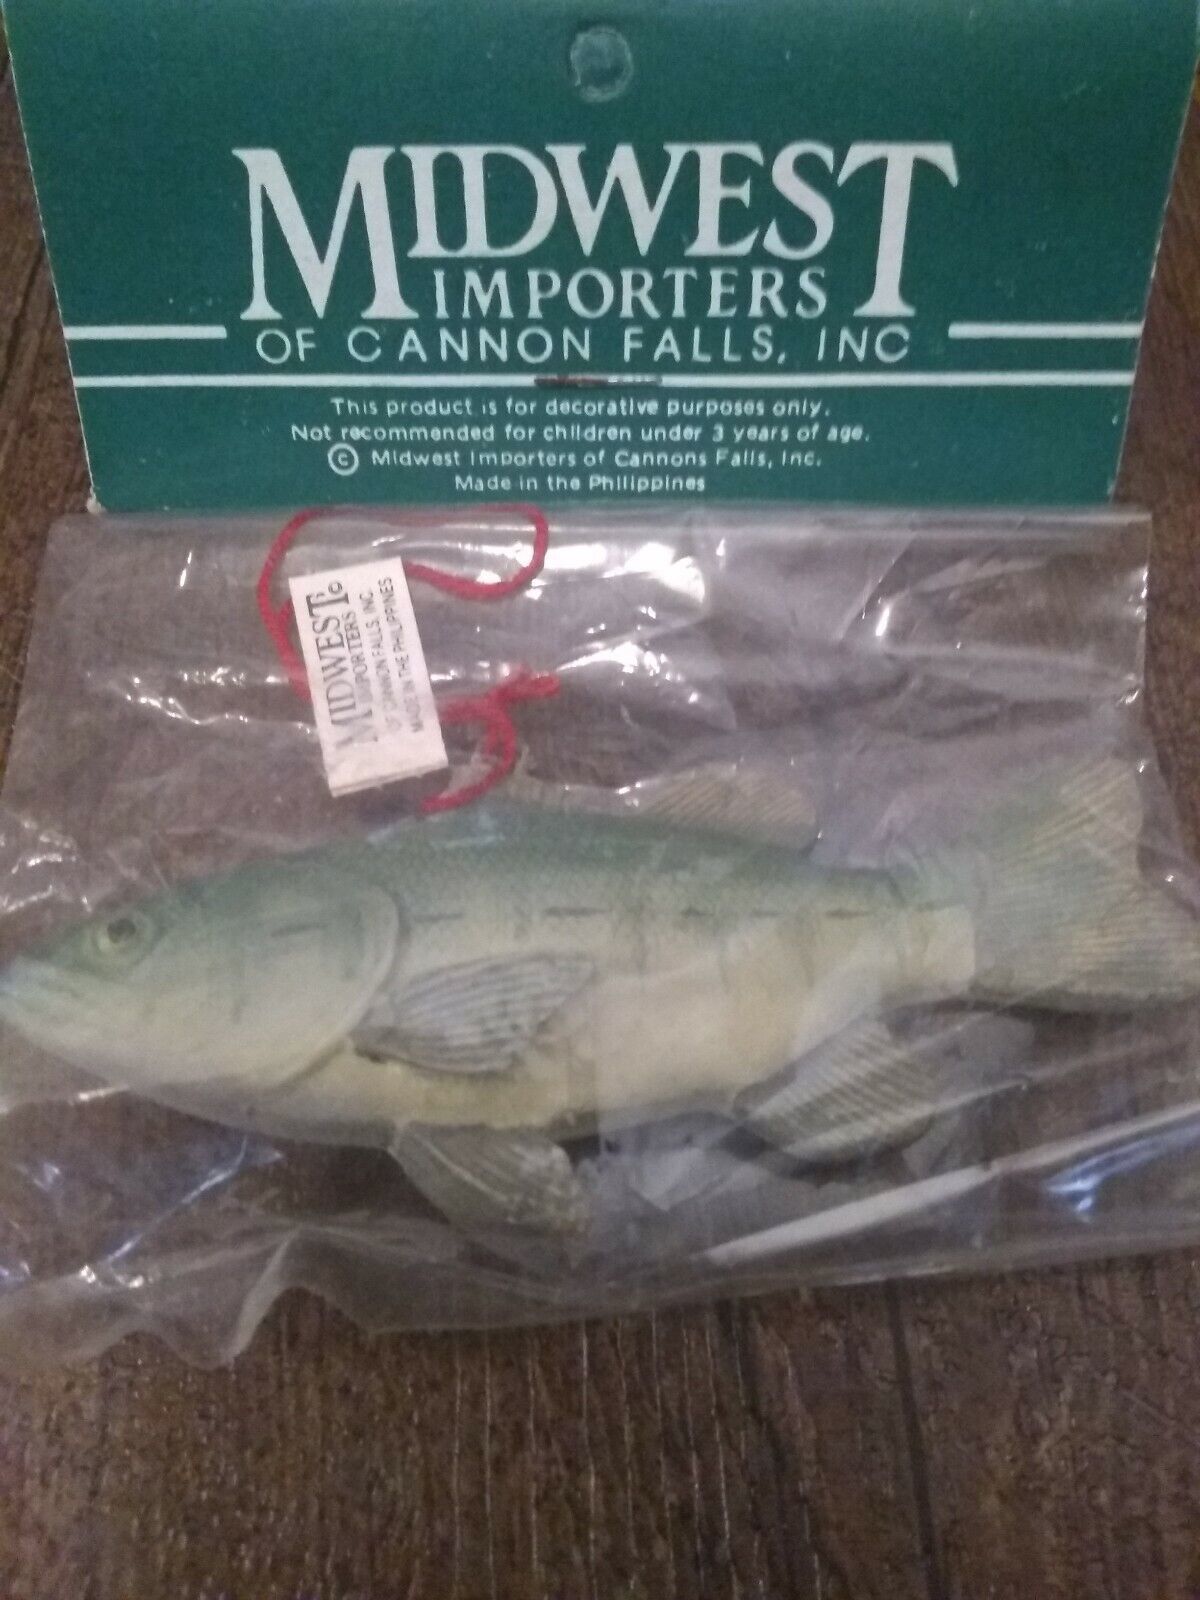 MIDWEST
IMPORTERS
OF CANNON FALLS, INC
This product is for decorative purposes only.
Not recommended for children under 3 years of age.
© Midwest Importers of Cannons Falls, Inc.
Made in the Philippines
MIDWEST©
IMPORTERS
OF CANNON FALLS, INC.
MADE IN THE PHILIPPINES